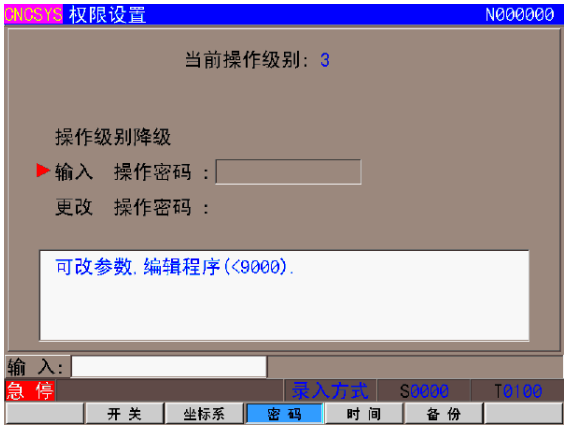 CNCSYS 权限设置 N000000
当前操作级别: 3
操作级别降级
输入 操作密码 :
更改 操作密码 :
可改参数, 编辑程序(<9000).
输 入:
急 停 录入方式 S0000 T0100
开 关 坐标系 密 码 时 间 备 份